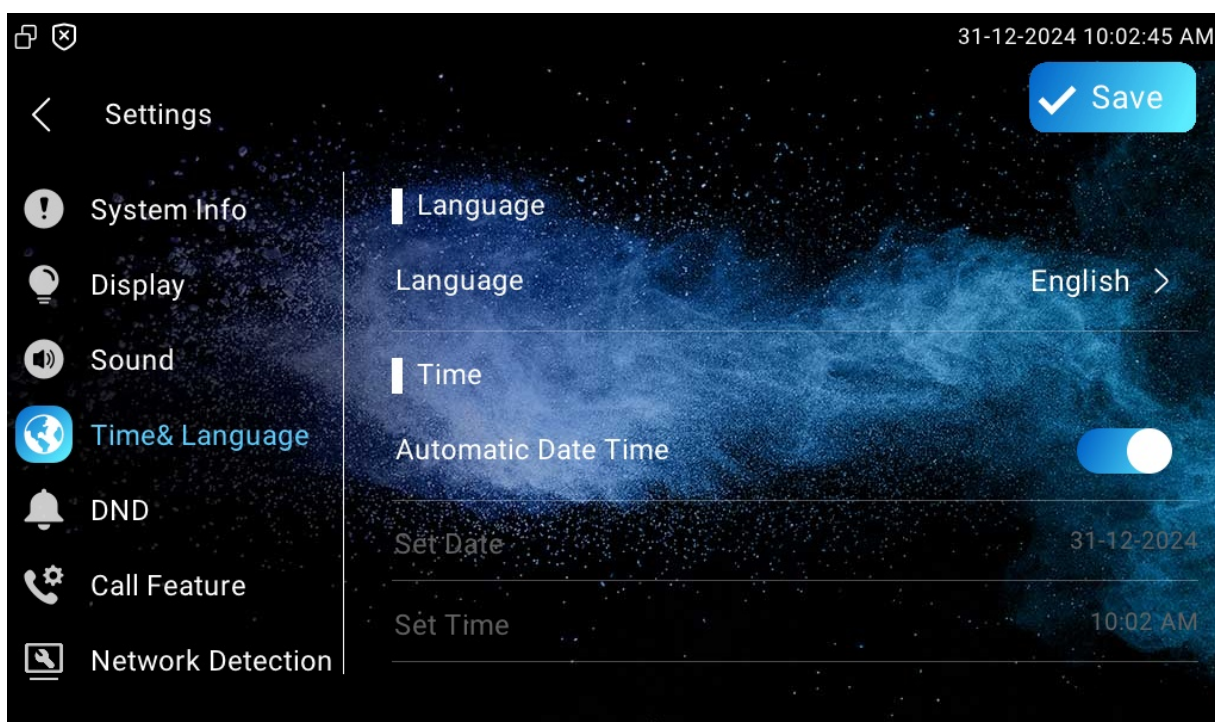 31-12-2024 10:02:45 AM
Settings
Save
System Info
Display
Sound
Time& Language
DND
Call Feature
Network Detection
Language
Language English
Time
Automatic Date Time
Set Date 31-12-2024
Set Time 10:02 AM